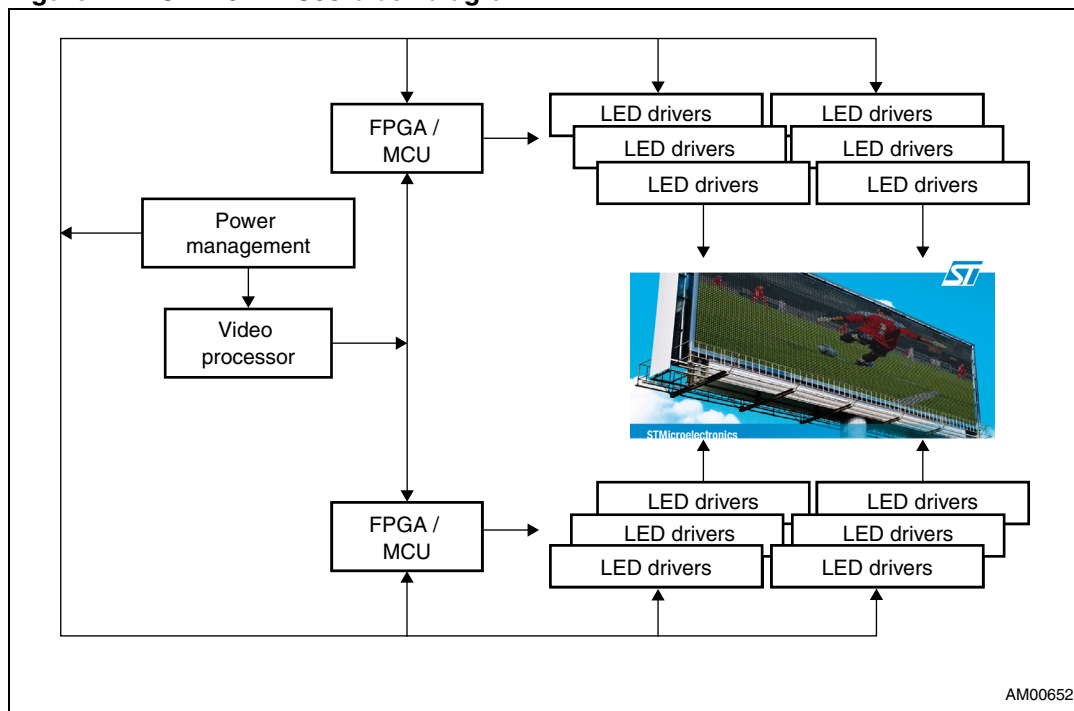 FPGA /
MCU
LED drivers
LED drivers
LED drivers
LED drivers
LED drivers
LED drivers
Power
management
Video
processor
ST
STMicroelectronics
FPGA /
MCU
LED drivers
LED drivers
LED drivers
LED drivers
LED drivers
LED drivers
AM00652